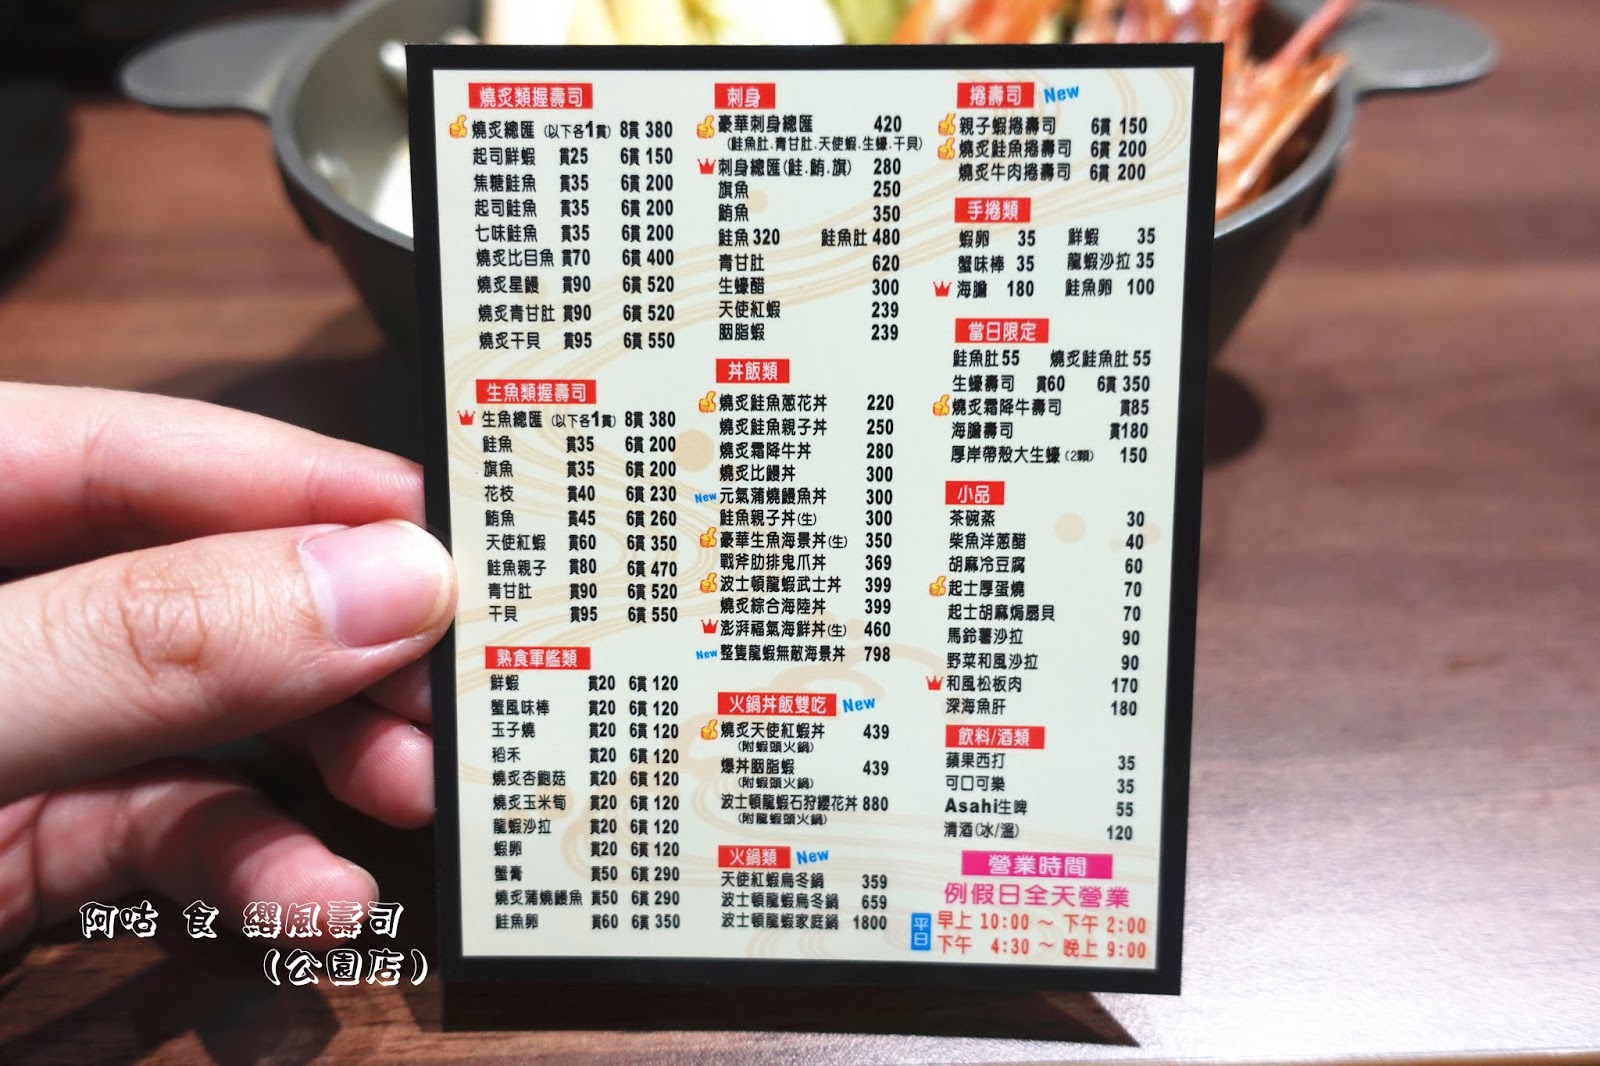 燒炙類握壽司
燒炙總匯 (以下各1貫) 8貫 380
起司鮮蝦 貫25 6貫 150
焦糖鮭魚 貫35 6貫 200
起司鮭魚 貫35 6貫 200
七味鮭魚 貫35 6貫 200
燒炙比目魚 貫70 6貫 400
燒炙星鰻 貫90 6貫 520
燒炙青甘肚 貫90 6貫 520
燒炙干貝 貫95 6貫 550
生魚類握壽司
生魚總匯 (以下各1貫) 8貫 380
鮭魚 貫35 6貫 200
旗魚 貫35 6貫 200
花枝 貫40 6貫 230
鮪魚 貫45 6貫 260
天使紅蝦 貫60 6貫 350
鮭魚親子 貫80 6貫 470
青甘肚 貫90 6貫 520
干貝 貫95 6貫 550
熟食軍艦類
鮮蝦 貫20 6貫 120
蟹風味棒 貫20 6貫 120
玉子燒 貫20 6貫 120
稻禾 貫20 6貫 120
燒炙杏鮑菇 貫20 6貫 120
燒炙玉米筍 貫20 6貫 120
龍蝦沙拉 貫20 6貫 120
蝦卵 貫20 6貫 120
蟹膏 貫50 6貫 290
燒炙蒲燒鰻魚 貫50 6貫 290
鮭魚卵 貫60 6貫 350
刺身
豪華刺身總匯 420
(鮭魚肚.青甘肚.天使蝦.生蠔.干貝)
刺身總匯(鮭.鮪.旗) 280
旗魚 250
鮪魚 350
鮭魚 320 鮭魚肚 480
青甘肚 620
生蠔醋 300
天使紅蝦 239
胭脂蝦 239
丼飯類
燒炙鮭魚蔥花丼 220
燒炙鮭魚親子丼 250
燒炙霜降牛丼 280
燒炙比鰻丼 300
New 元氣蒲燒鰻魚丼 300
鮭魚親子丼(生) 300
豪華生魚海景丼(生) 350
戰斧肋排鬼爪丼 369
波士頓龍蝦武士丼 399
燒炙綜合海陸丼 399
澎湃福氣海鮮丼(生) 460
New 整隻龍蝦無敵海景丼 798
火鍋丼飯雙吃 New
燒炙天使紅蝦丼 439
(附蝦頭火鍋)
爆丼胭脂蝦 439
(附蝦頭火鍋)
波士頓龍蝦石狩纓花丼 880
(附龍蝦頭火鍋)
火鍋類 New
天使紅蝦烏冬鍋 359
波士頓龍蝦烏冬鍋 659
波士頓龍蝦家庭鍋 1800
捲壽司 New
親子蝦捲壽司 6貫 150
燒炙鮭魚捲壽司 6貫 200
燒炙牛肉捲壽司 6貫 200
手捲類
蝦卵 35 鮮蝦 35
蟹味棒 35 龍蝦沙拉 35
海膽 180 鮭魚卵 100
當日限定
鮭魚肚 55 燒炙鮭魚肚 55
生蠔壽司 貫60 6貫 350
燒炙霜降牛壽司 貫85
海膽壽司 貫180
厚岸帶殼大生蠔(2顆) 150
小品
茶碗蒸 30
柴魚洋蔥醋 40
胡麻冷豆腐 60
起士厚蛋燒 70
起士胡麻焗扇貝 70
馬鈴薯沙拉 90
野菜和風沙拉 90
和風松板肉 170
深海魚肝 180
飲料/酒類
蘋果西打 35
可口可樂 35
Asahi生啤 55
清酒(冰/溫) 120
營業時間
例假日全天營業
平日 早上 10:00 ～ 下午 2:00
下午 4:30 ～ 晚上 9:00
阿咕 食 纓風壽司
(公園店)